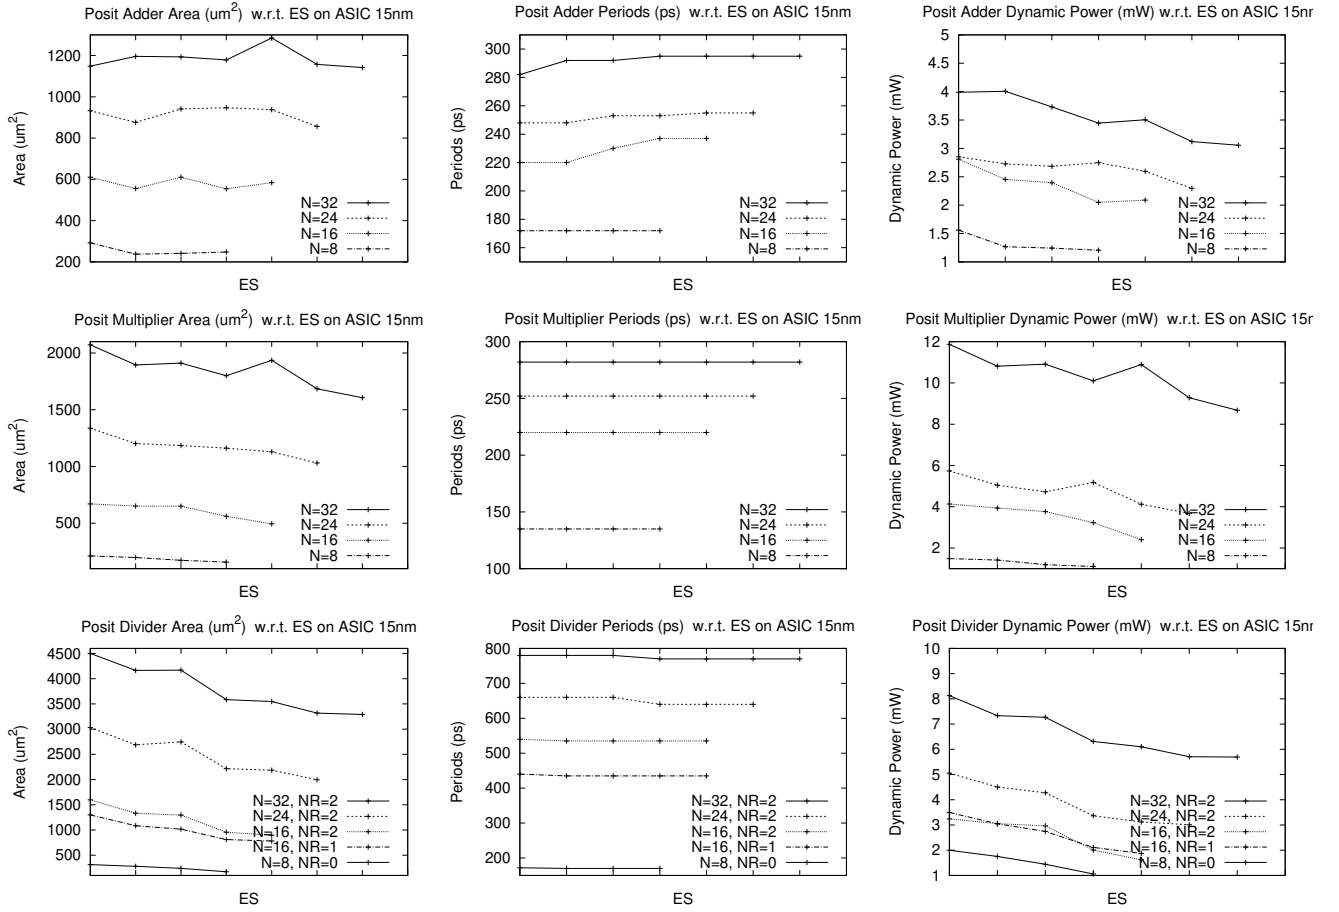 Posit Adder Area (um2) w.r.t. ES on ASIC 15nm
1200
1000
800
600
400
200
Area (um2)
ES
N=32
N=24
N=16
N=8
Posit Adder Periods (ps) w.r.t. ES on ASIC 15nm
300
280
260
240
220
200
180
160
Periods (ps)
ES
N=32
N=24
N=16
N=8
Posit Adder Dynamic Power (mW) w.r.t. ES on ASIC 15nm
5
4.5
4
3.5
3
2.5
2
1.5
1
Dynamic Power (mW)
ES
N=32
N=24
N=16
N=8
Posit Multiplier Area (um2) w.r.t. ES on ASIC 15nm
2000
1500
1000
500
Area (um2)
ES
N=32
N=24
N=16
N=8
Posit Multiplier Periods (ps) w.r.t. ES on ASIC 15nm
300
250
200
150
100
Periods (ps)
ES
N=32
N=24
N=16
N=8
Posit Multiplier Dynamic Power (mW) w.r.t. ES on ASIC 15n
12
10
8
6
4
2
Dynamic Power (mW)
ES
N=32
N=24
N=16
N=8
Posit Divider Area (um2) w.r.t. ES on ASIC 15nm
4500
4000
3500
3000
2500
2000
1500
1000
500
Area (um2)
ES
N=32, NR=2
N=24, NR=2
N=16, NR=2
N=16, NR=1
N=8, NR=0
Posit Divider Periods (ps) w.r.t. ES on ASIC 15nm
800
700
600
500
400
300
200
Periods (ps)
ES
N=32, NR=2
N=24, NR=2
N=16, NR=2
N=16, NR=1
N=8, NR=0
Posit Divider Dynamic Power (mW) w.r.t. ES on ASIC 15nm
10
9
8
7
6
5
4
3
2
1
Dynamic Power (mW)
ES
N=32, NR=2
N=24, NR=2
N=16, NR=2
N=16, NR=1
N=8, NR=0